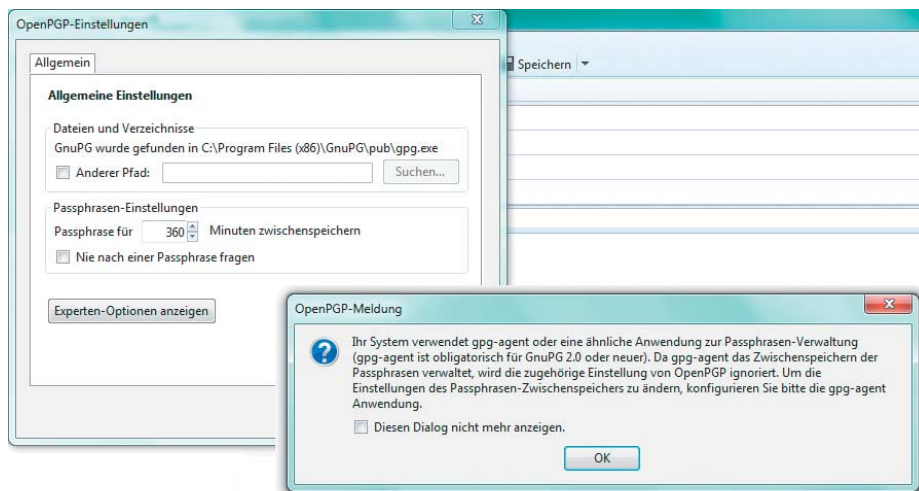 OpenPGP-Einstellungen
Speichern
Allgemein
Allgemeine Einstellungen
Dateien und Verzeichnisse
GnuPG wurde gefunden in C:\Program Files (x86)\GnuPG\pub\gpg.exe
Anderer Pfad:
Suchen...
Passphrasen-Einstellungen
Passphrase für 360 Minuten zwischenspeichern
Nie nach einer Passphrase fragen
Experten-Optionen anzeigen
OpenPGP-Meldung
Ihr System verwendet gpg-agent oder eine ähnliche Anwendung zur Passphrasen-Verwaltung
(gpg-agent ist obligatorisch für GnuPG 2.0 oder neuer). Da gpg-agent das Zwischenspeichern der
Passphrasen verwaltet, wird die zugehörige Einstellung von OpenPGP ignoriert. Um die
Einstellungen des Passphrasen-Zwischenspeichers zu ändern, konfigurieren Sie bitte die gpg-agent
Anwendung.
Diesen Dialog nicht mehr anzeigen.
OK